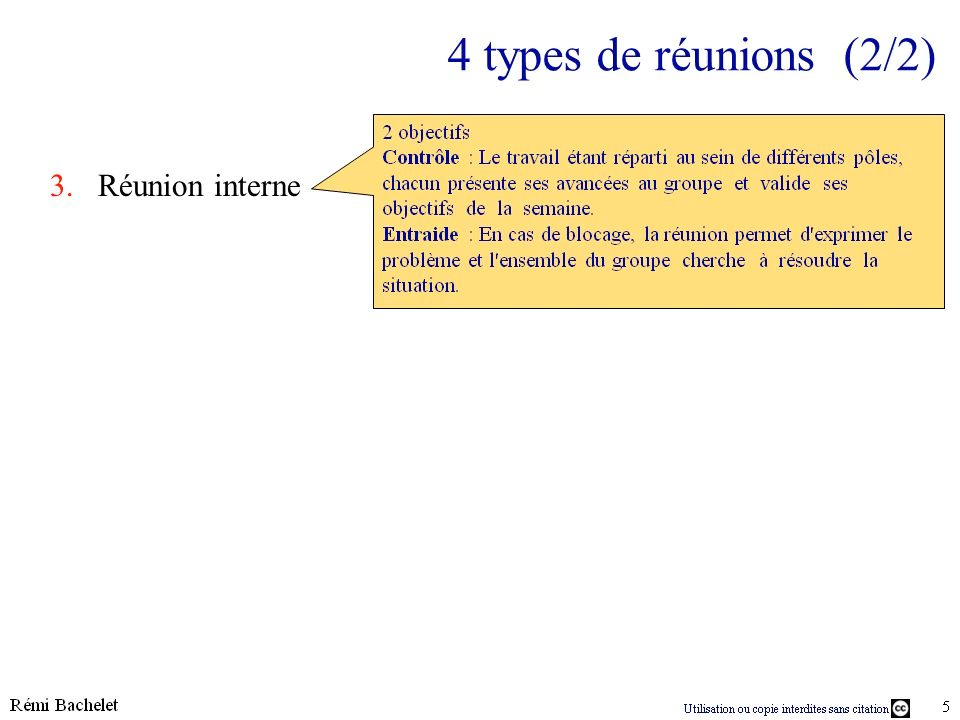 4 types de réunions (2/2)
3. Réunion interne
2 objectifs
Contrôle : Le travail étant réparti au sein de différents pôles,
chacun présente ses avancées au groupe et valide ses
objectifs de la semaine.
Entraide : En cas de blocage, la réunion permet d'exprimer le
problème et l'ensemble du groupe cherche à résoudre la
situation.
Rémi Bachelet
Utilisation ou copie interdites sans citation
cc
5